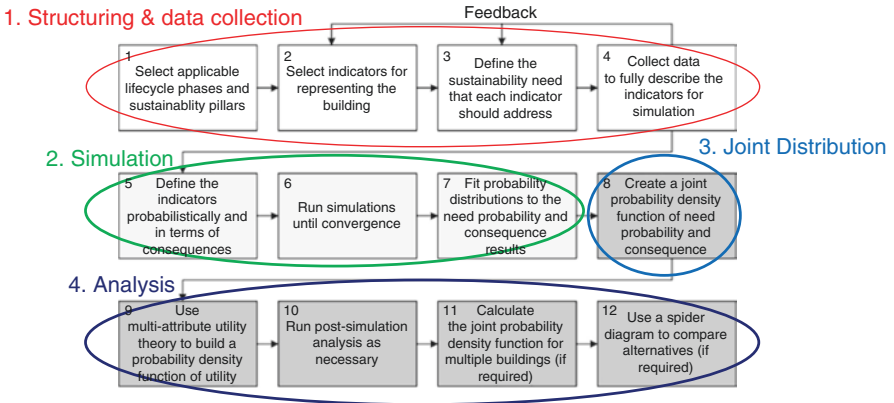 1. Structuring & data collection
Feedback
1
Select applicable
lifecycle phases and
sustainablity pillars
2
Select indicators for
representing the
building
3
Define the
sustainability need
that each indicator
should address
4
Collect data
to fully describe the
indicators for
simulation
2. Simulation
3. Joint Distribution
5
Define the
indicators
probabilistically and
in terms of
consequences
6
Run simulations
until convergence
7
Fit probability
distributions to the
need probability and
consequence
results
8
Create a joint
probability density
function of need
probability and
consequence
4. Analysis
9
Use
multi-attribute utility
theory to build a
probability density
function of utility
10
Run post-simulation
analysis as
necessary
11
Calculate
the joint probability
density function for
multiple buildings (if
required)
12
Use a spider
diagram to compare
alternatives (if
required)